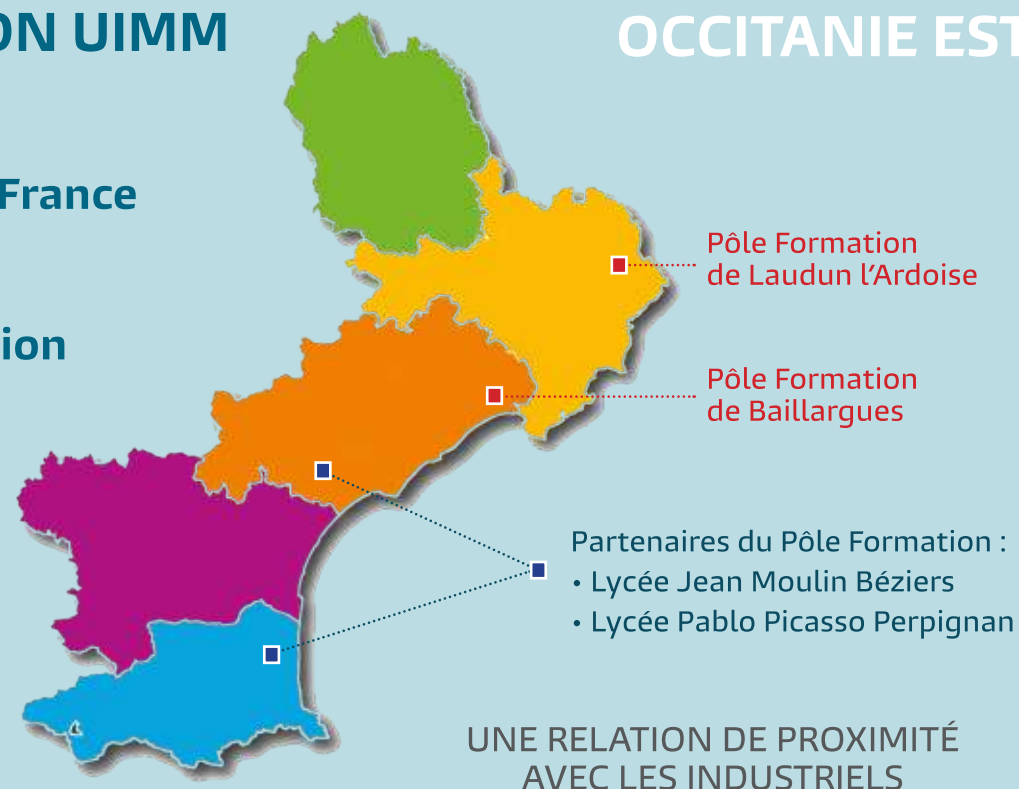 ON UIMM
OCCITANIE EST
France
ion
Pôle Formation
de Laudun l'Ardoise
Pôle Formation
de Baillargues
Partenaires du Pôle Formation :
• Lycée Jean Moulin Béziers
• Lycée Pablo Picasso Perpignan
UNE RELATION DE PROXIMITÉ
AVEC LES INDUSTRIELS